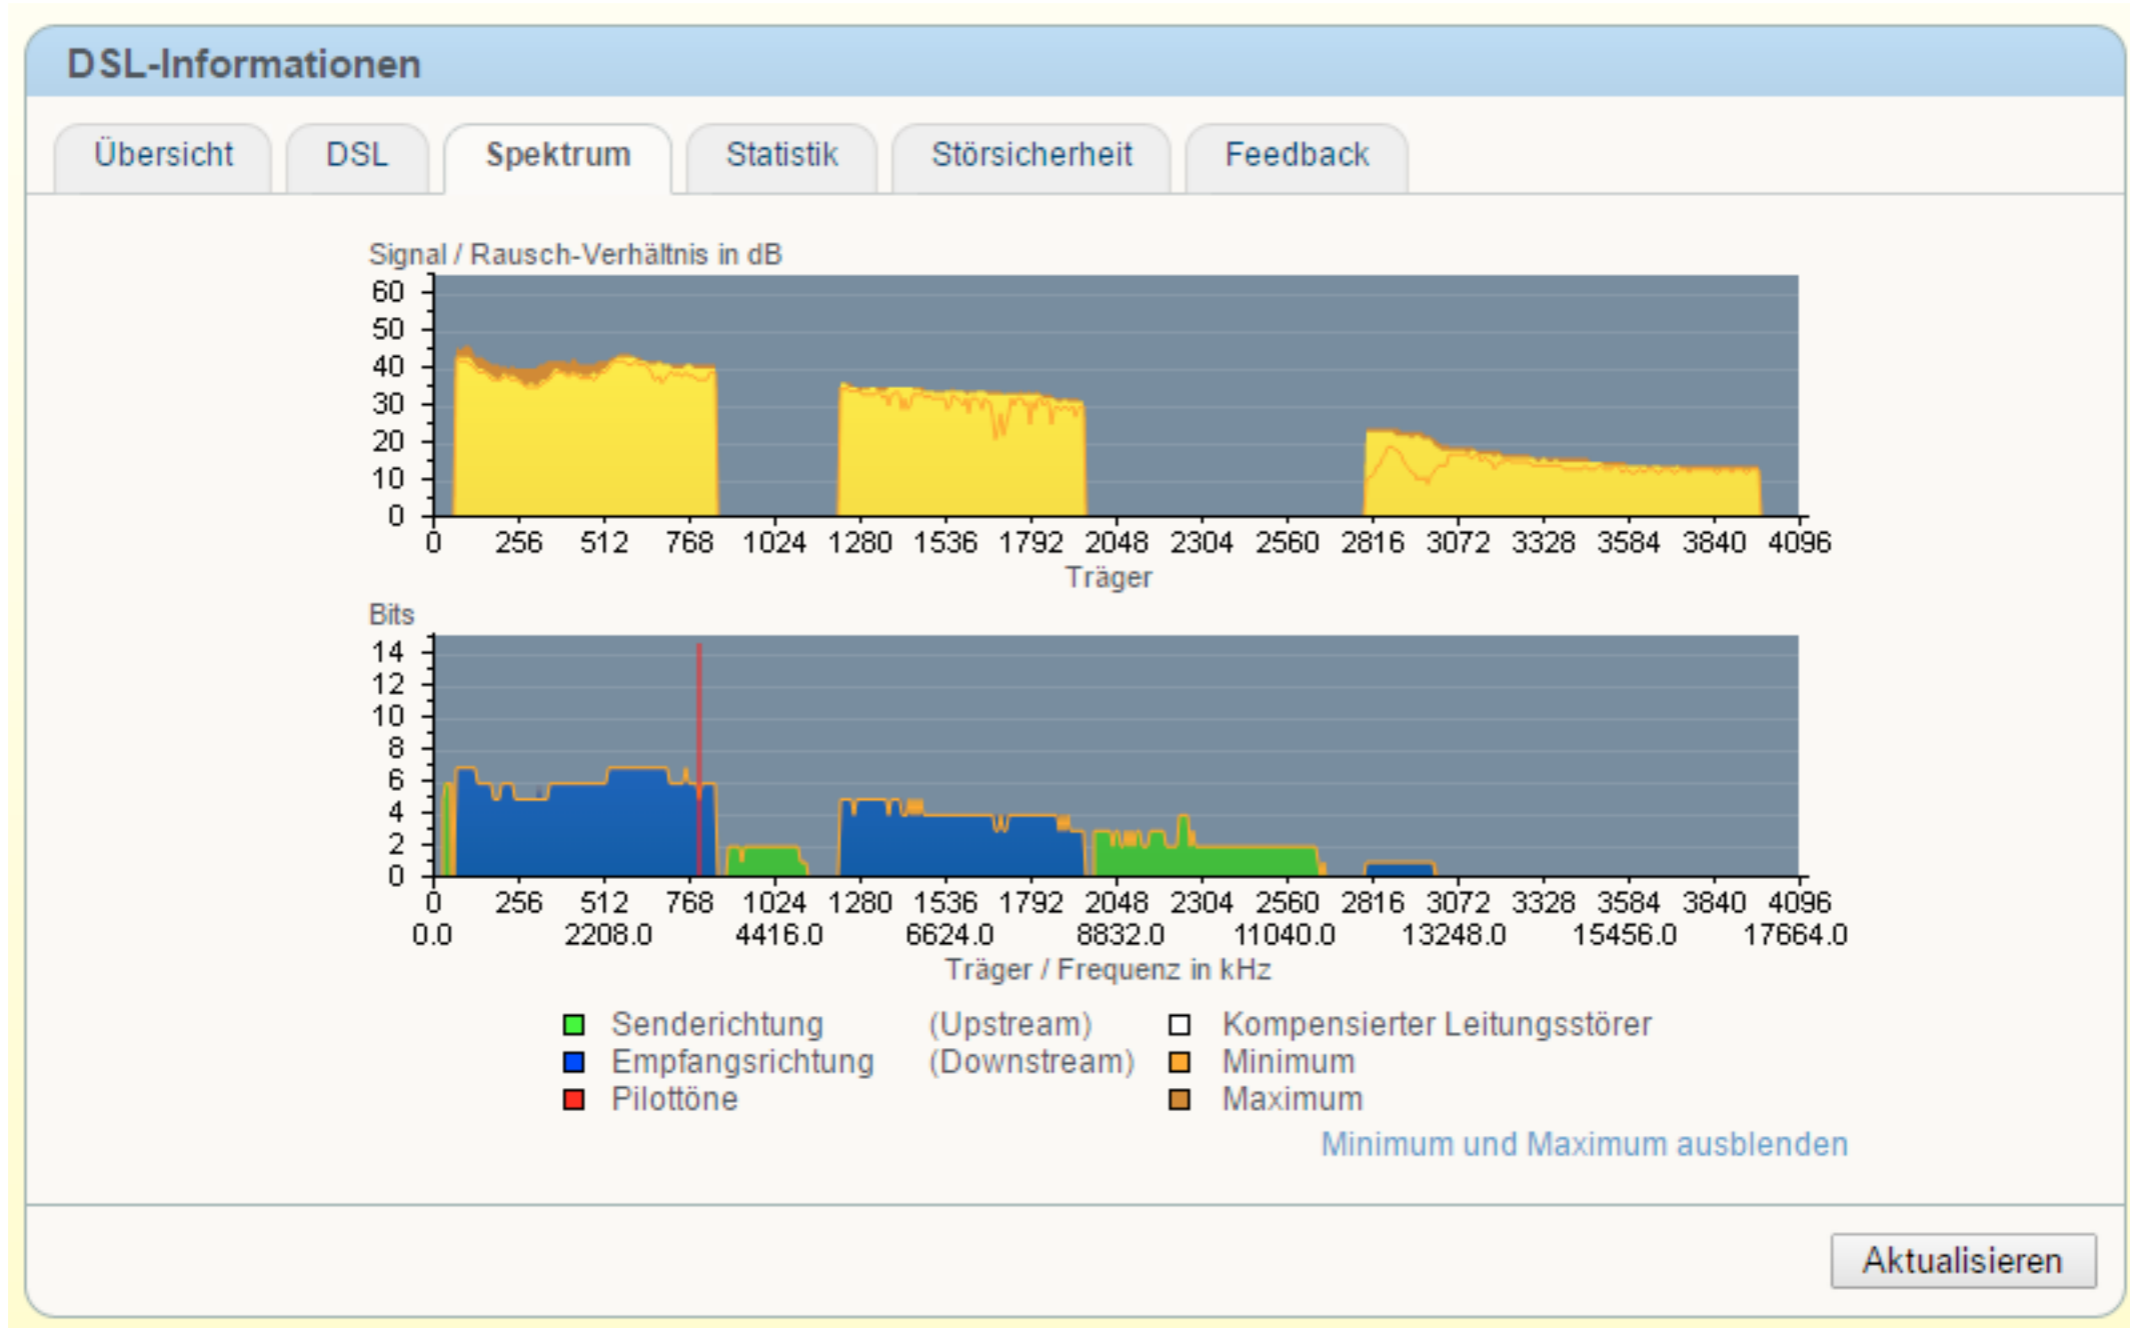 DSL-Informationen
Übersicht DSL Spektrum Statistik Störsicherheit Feedback
Signal / Rausch-Verhältnis in dB
60
50
40
30
20
10
0
0 256 512 768 1024 1280 1536 1792 2048 2304 2560 2816 3072 3328 3584 3840 4096
Träger
Bits
14
12
10
8
6
4
2
0
0 256 512 768 1024 1280 1536 1792 2048 2304 2560 2816 3072 3328 3584 3840 4096
0.0 2208.0 4416.0 6624.0 8832.0 11040.0 13248.0 15456.0 17664.0
Träger / Frequenz in kHz
Senderichtung (Upstream) Kompensierter Leitungsstörer
Empfangsrichtung (Downstream) Minimum
Pilottöne Maximum
Minimum und Maximum ausblenden
Aktualisieren